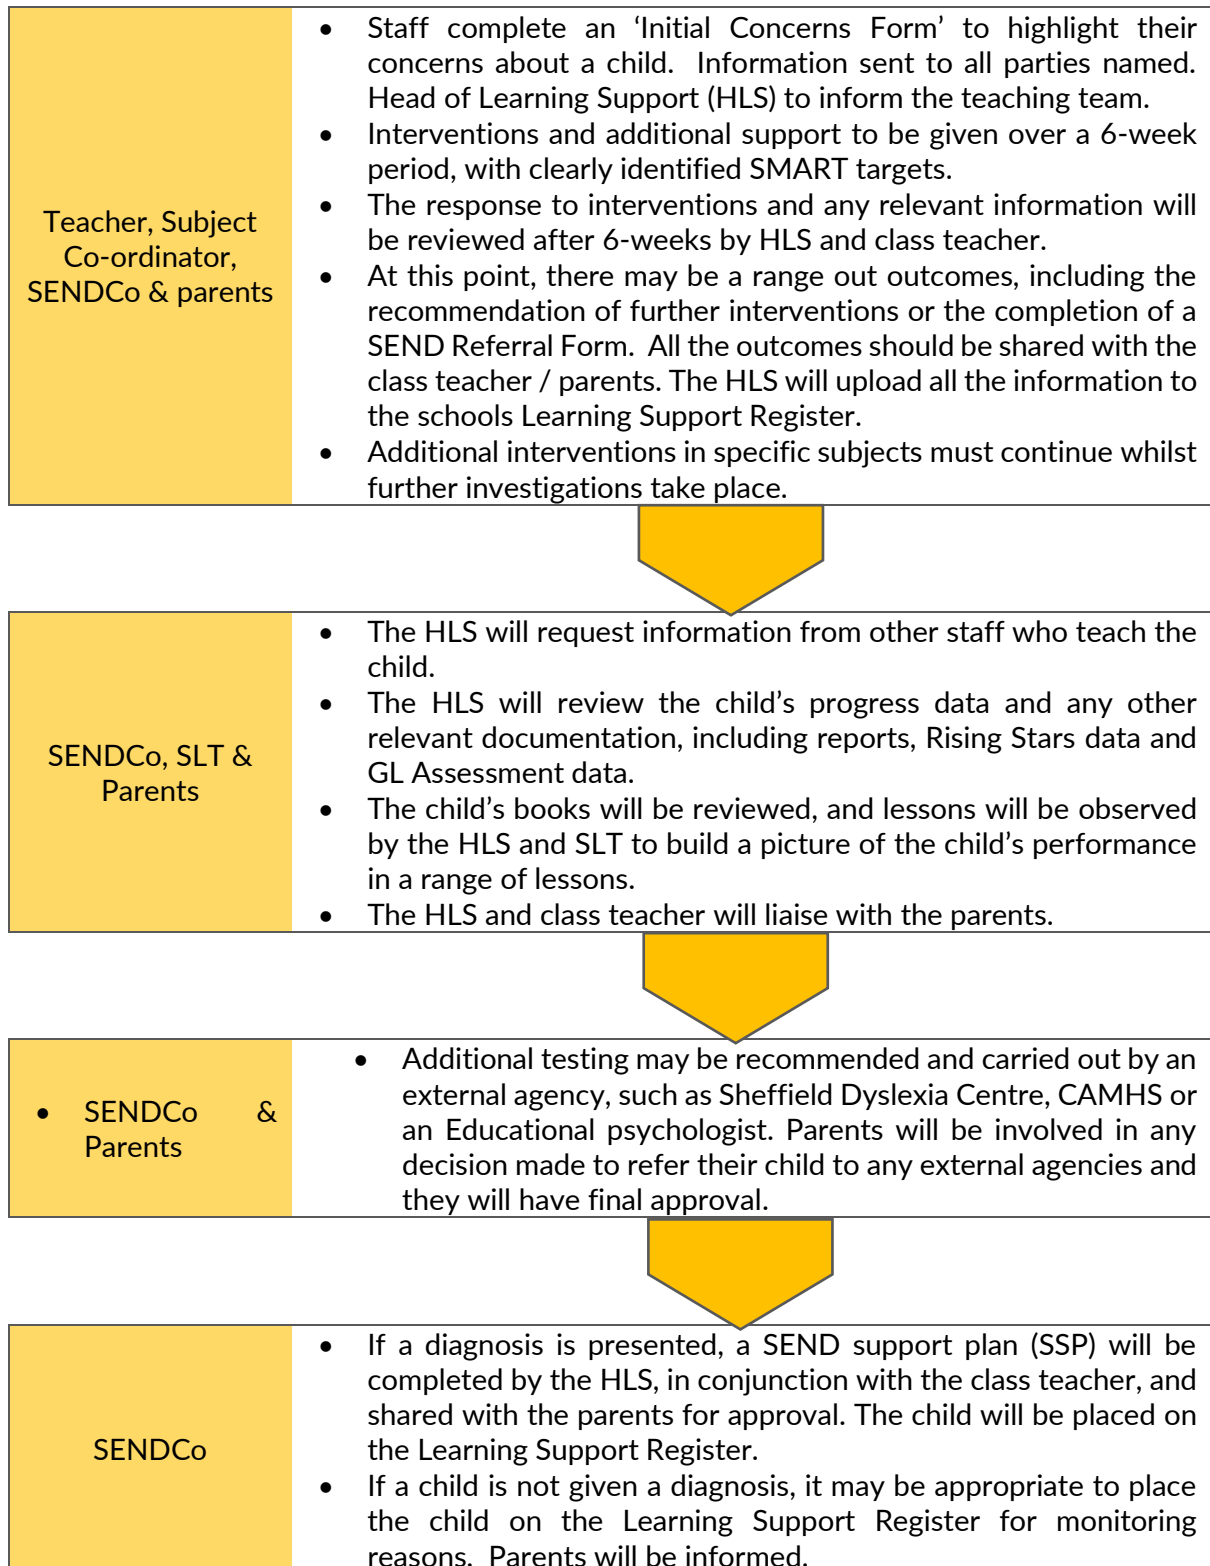 Teacher, Subject
Co-ordinator,
SENDCo & parents
• Staff complete an ‘Initial Concerns Form’ to highlight their
concerns about a child. Information sent to all parties named.
Head of Learning Support (HLS) to inform the teaching team.
• Interventions and additional support to be given over a 6-week
period, with clearly identified SMART targets.
• The response to interventions and any relevant information will
be reviewed after 6-weeks by HLS and class teacher.
• At this point, there may be a range out outcomes, including the
recommendation of further interventions or the completion of a
SEND Referral Form. All the outcomes should be shared with the
class teacher / parents. The HLS will upload all the information to
the schools Learning Support Register.
• Additional interventions in specific subjects must continue whilst
further investigations take place.
SENDCo, SLT &
Parents
• The HLS will request information from other staff who teach the
child.
• The HLS will review the child’s progress data and any other
relevant documentation, including reports, Rising Stars data and
GL Assessment data.
• The child’s books will be reviewed, and lessons will be observed
by the HLS and SLT to build a picture of the child’s performance
in a range of lessons.
• The HLS and class teacher will liaise with the parents.
• SENDCo &
Parents
• Additional testing may be recommended and carried out by an
external agency, such as Sheffield Dyslexia Centre, CAMHS or
an Educational psychologist. Parents will be involved in any
decision made to refer their child to any external agencies and
they will have final approval.
SENDCo
• If a diagnosis is presented, a SEND support plan (SSP) will be
completed by the HLS, in conjunction with the class teacher, and
shared with the parents for approval. The child will be placed on
the Learning Support Register.
• If a child is not given a diagnosis, it may be appropriate to place
the child on the Learning Support Register for monitoring
reasons. Parents will be informed.